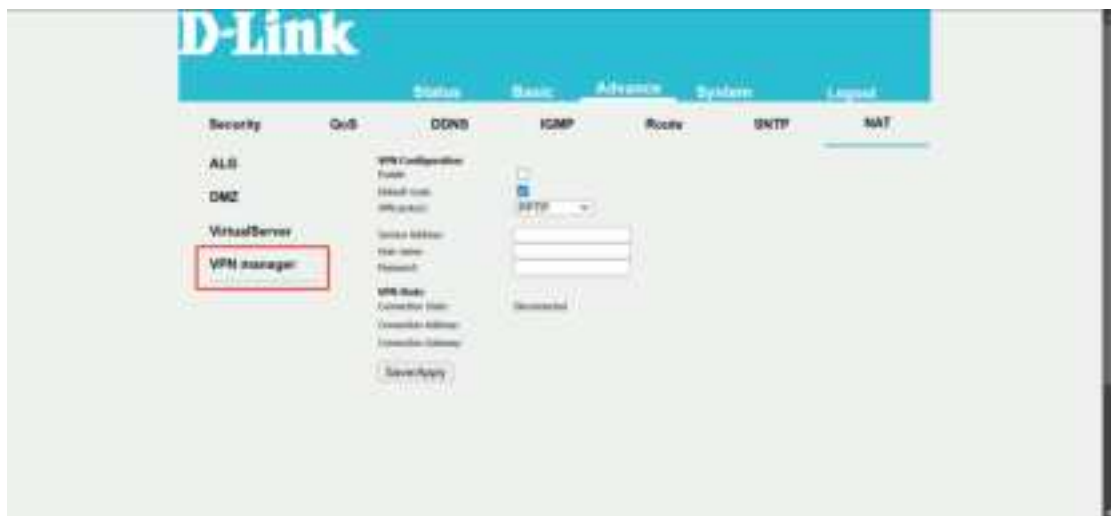 D-Link
Status Basic Advance System Logout
Security QoS DDNS IGMP Route SNTP NAT
ALG
VPN Configuration
Enable
DMZ
Default route
VPN protocol PPTP
VirtualServer
Service Address
User name
VPN manager
Password
VPN State
Connection State Disconnected
Connection Address
Connection Gateway
Save/Apply